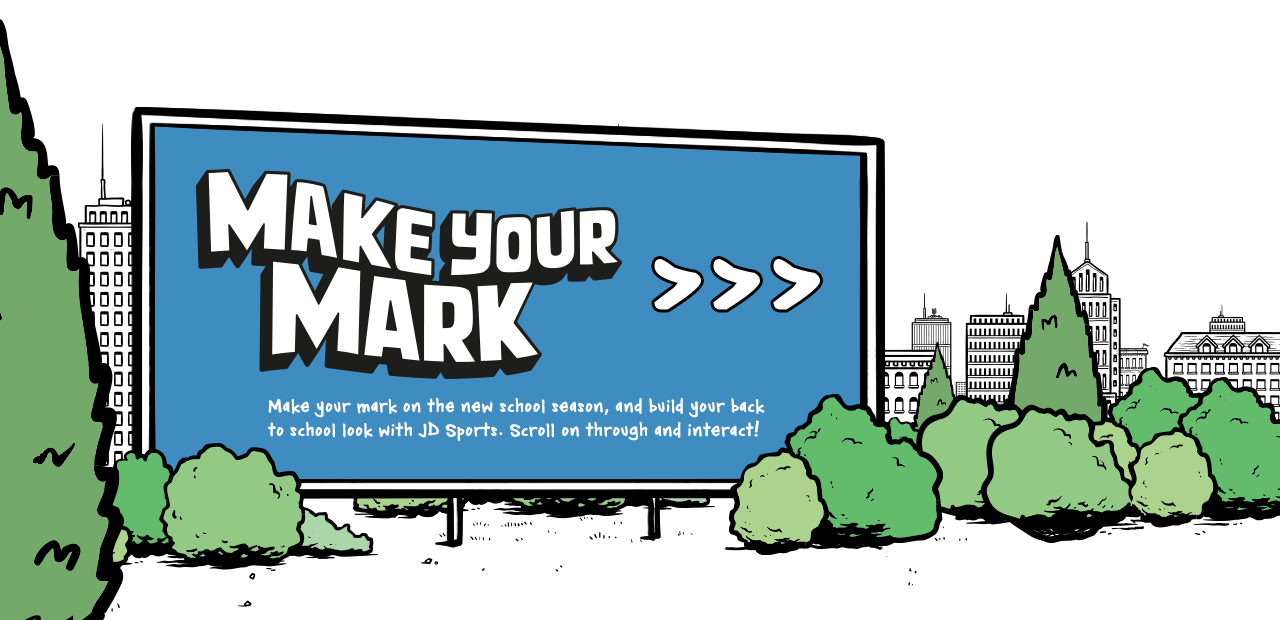 MAKE YOUR
MARK
Make your mark on the new school season, and build your back
to school look with JD Sports. Scroll on through and interact!